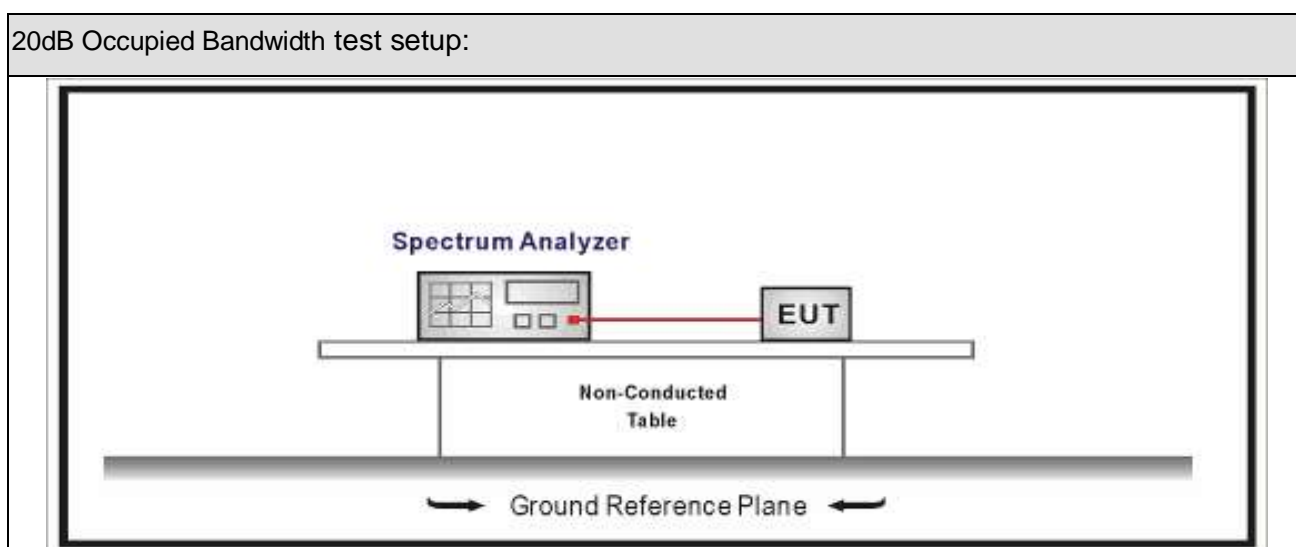 20dB Occupied Bandwidth test setup:
Spectrum Analyzer
EUT
Non-Conducted
Table
Ground Reference Plane